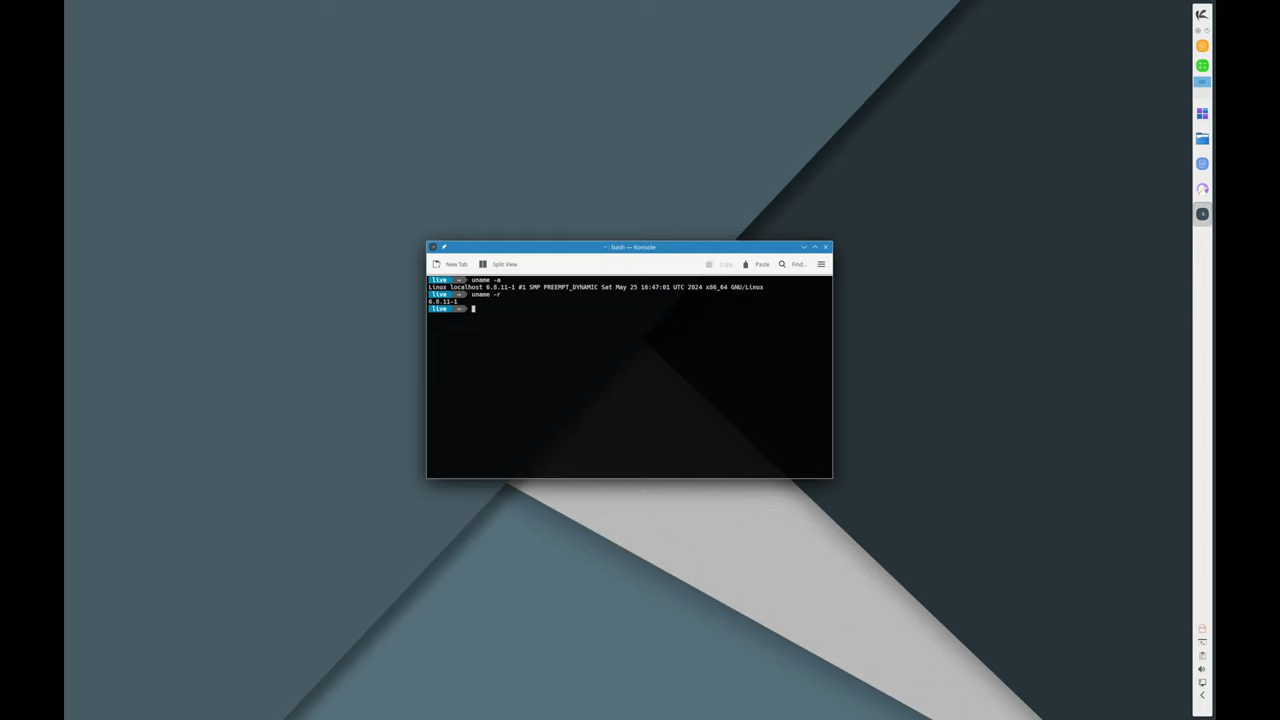 ~ : bash — Konsole
New Tab Split View Copy Paste Find...
live ~ uname -a
Linux localhost 6.8.11-1 #1 SMP PREEMPT_DYNAMIC Sat May 25 16:47:01 UTC 2024 x86_64 GNU/Linux
live ~ uname -r
6.8.11-1
live ~